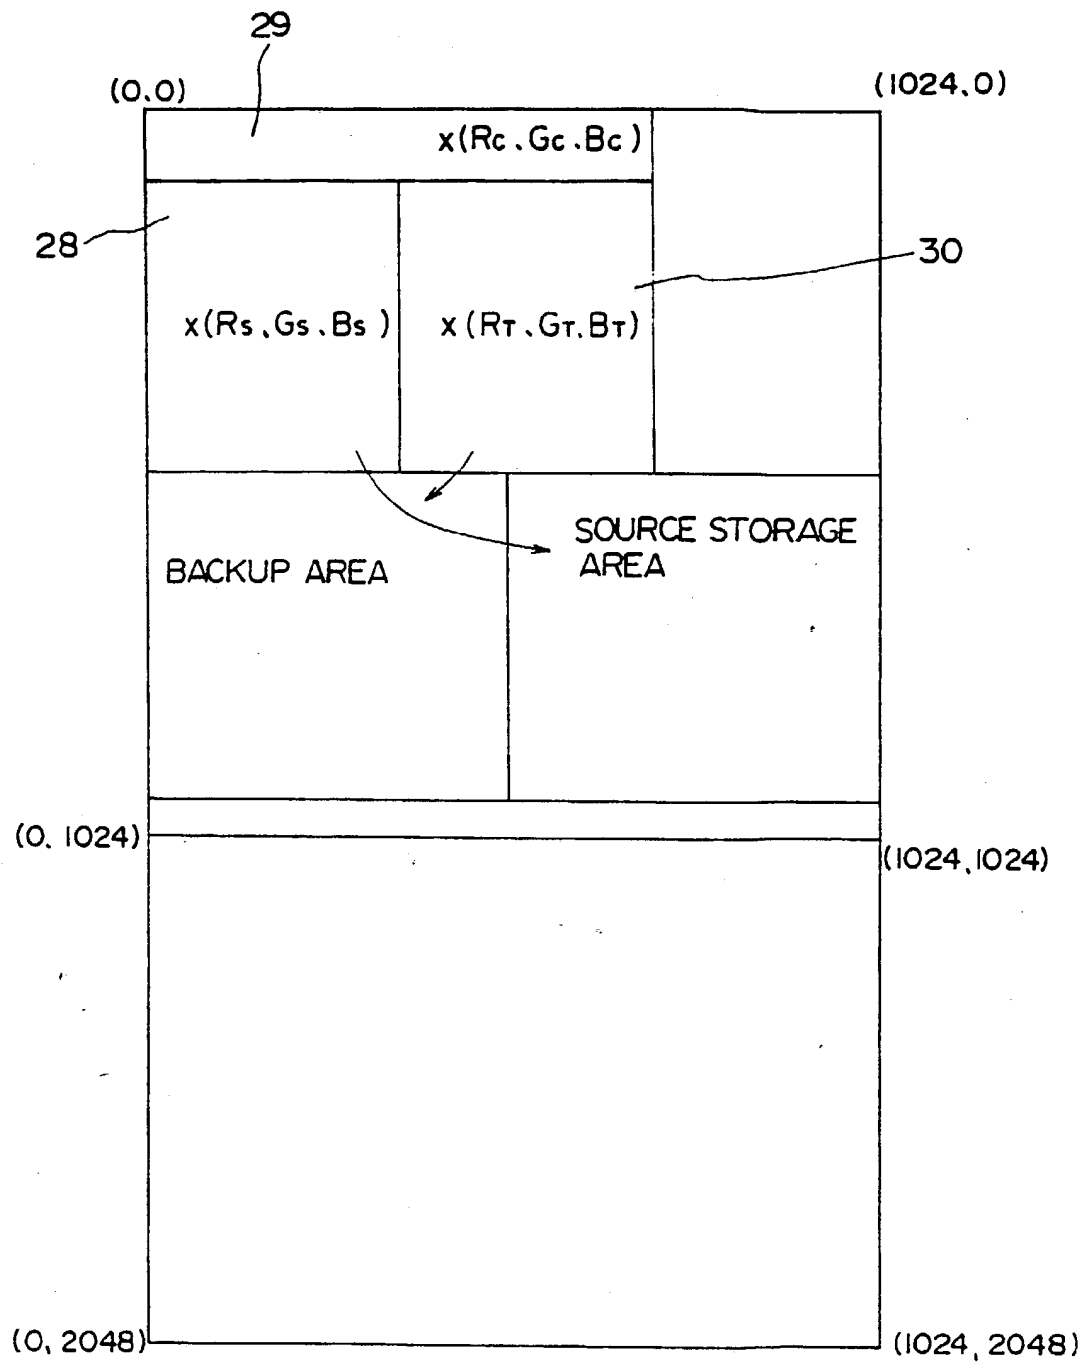 29
(0.0)
(1024.0)
x(Rc.Gc.Bc)
28
30
x(Rs.Gs.Bs)
x(RT.GT.BT)
SOURCE STORAGE
AREA
BACKUP AREA
(0. 1024)
(1024,1024)
(0, 2048)
(1024, 2048)